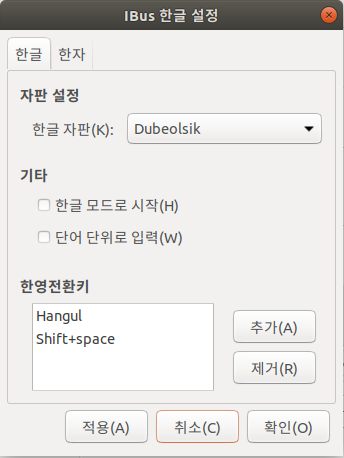 IBus 한글 설정
한글 한자
자판 설정
한글 자판(K): Dubeolsik
기타
한글 모드로 시작(H)
단어 단위로 입력(W)
한영전환키
Hangul
Shift+space
추가(A)
제거(R)
적용(A) 취소(C) 확인(O)